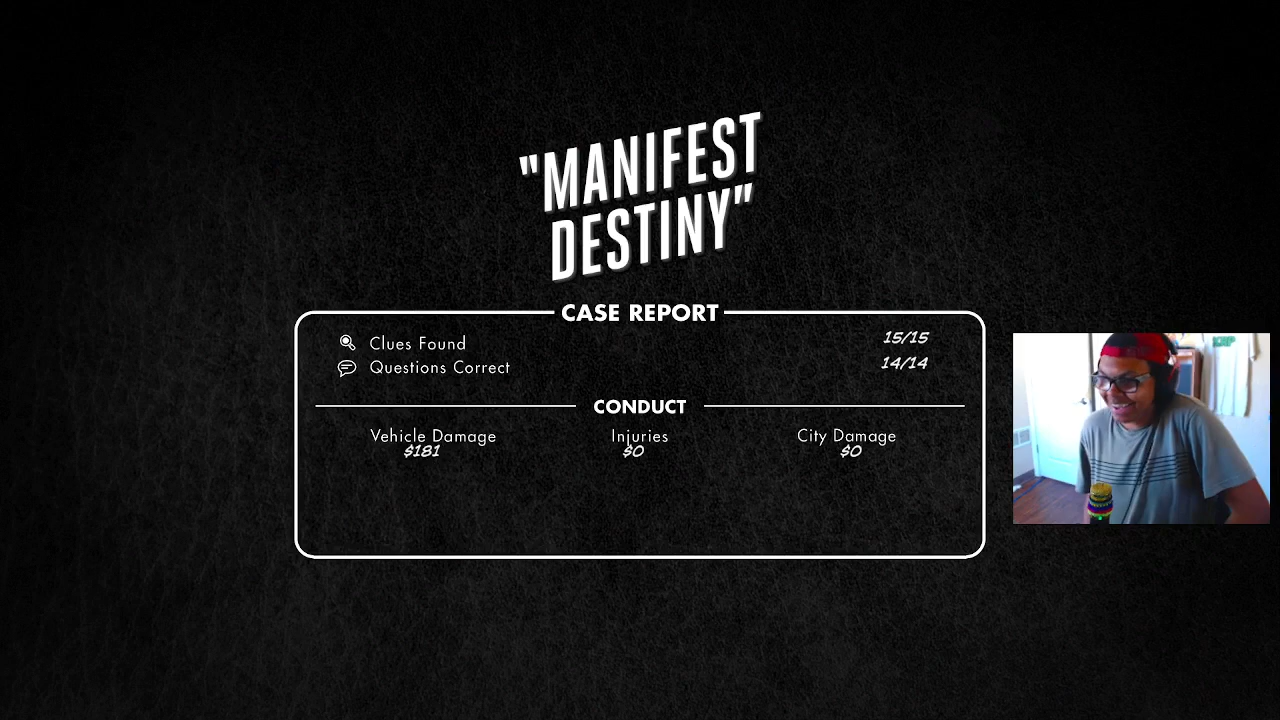 "MANIFEST
DESTINY"
CASE REPORT
Clues Found 15/15
Questions Correct 14/14
CONDUCT
Vehicle Damage Injuries City Damage
$181 $0 $0